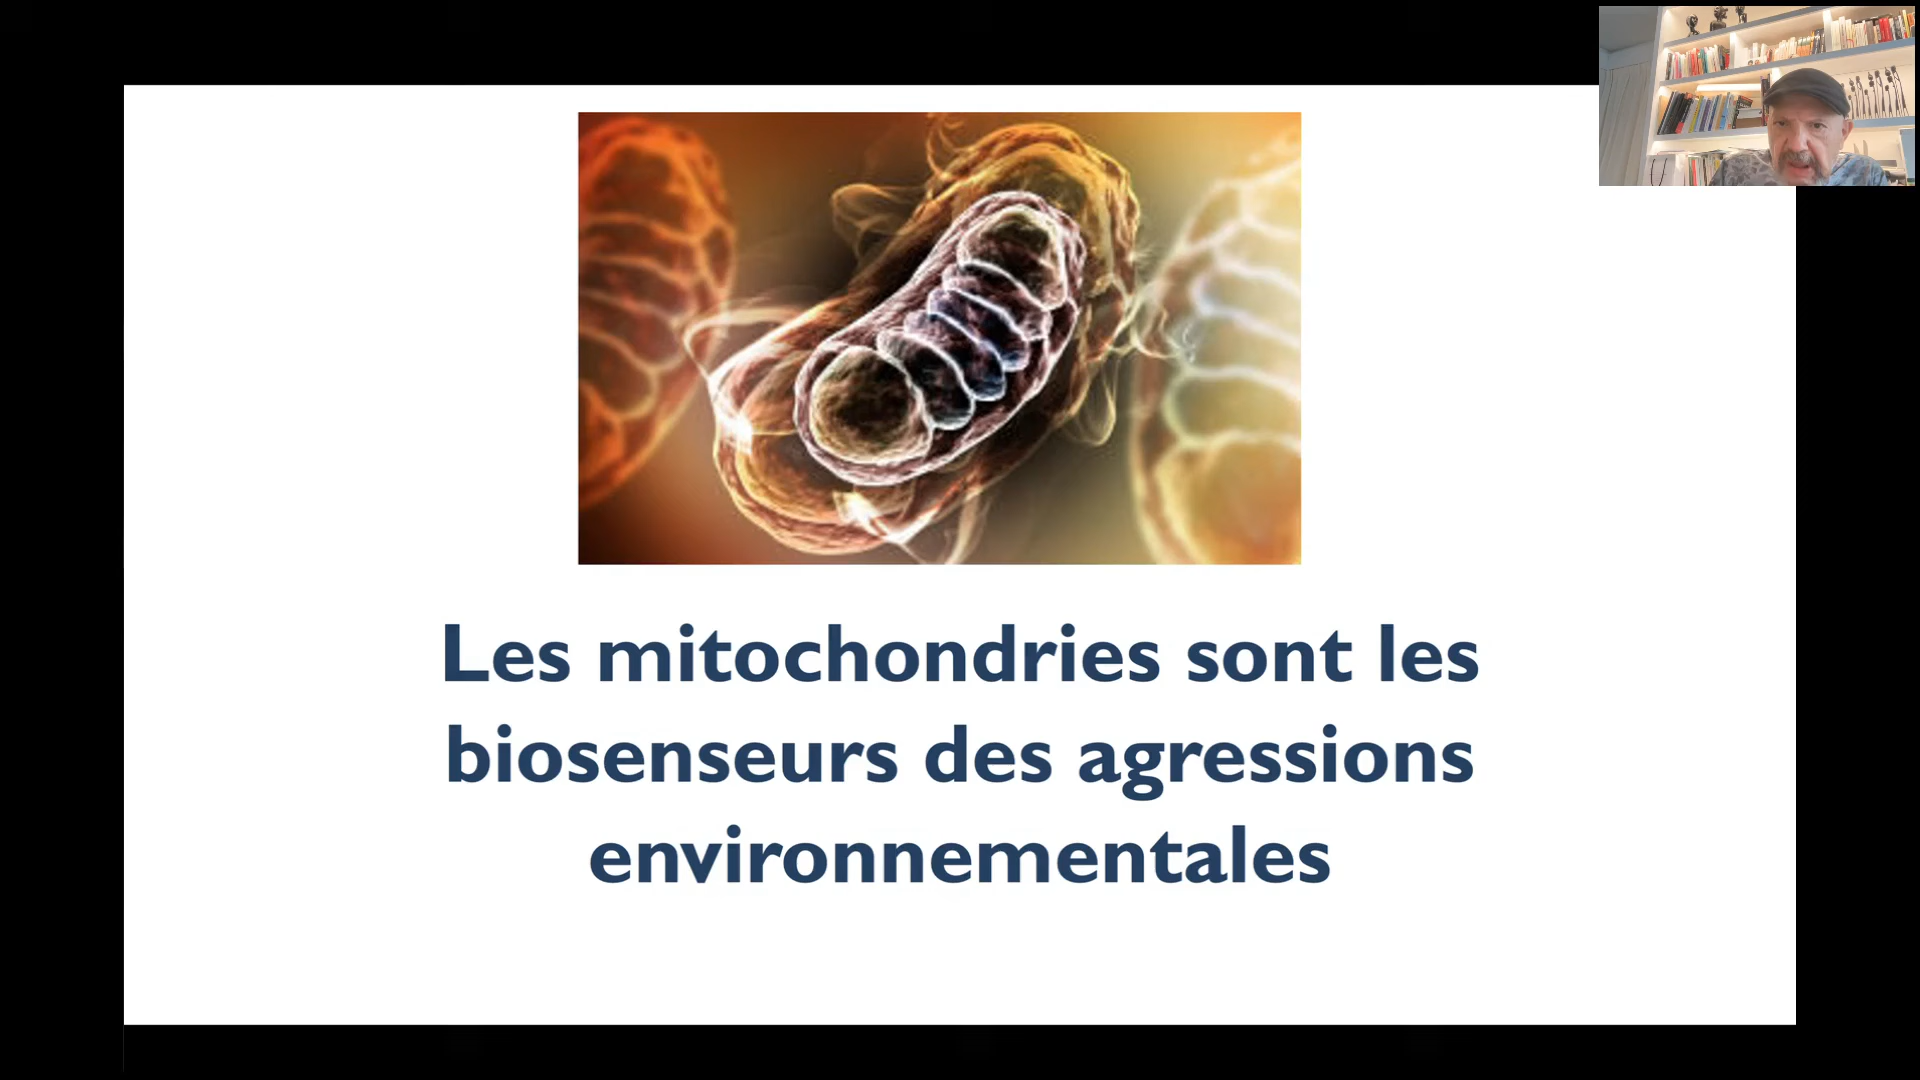 Les mitochondries sont les
biosenseurs des agressions
environnementales